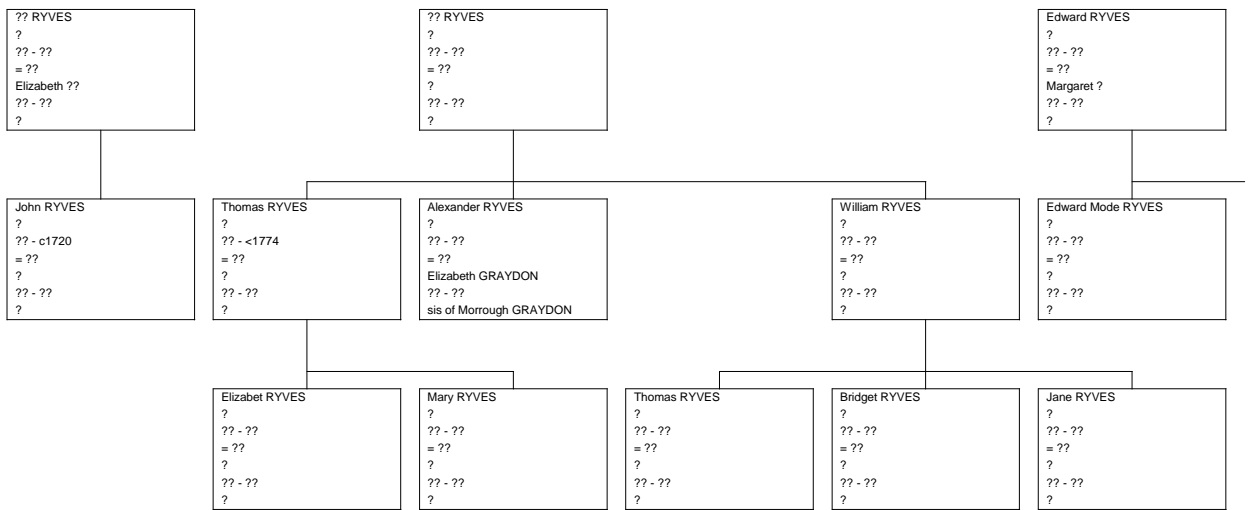 ?? RYVES
?
?? - ??
= ??
Elizabeth ??
?? - ??
?
?? RYVES
?
?? - ??
= ??
?
?? - ??
?
Edward RYVES
?
?? - ??
= ??
Margaret ?
?? - ??
?
John RYVES
?
?? - c1720
= ??
?
?? - ??
?
Thomas RYVES
?
?? - <1774
= ??
?
?? - ??
?
Alexander RYVES
?
?? - ??
= ??
Elizabeth GRAYDON
?? - ??
sis of Morrough GRAYDON
William RYVES
?
?? - ??
= ??
?
?? - ??
?
Edward Mode RYVES
?
?? - ??
= ??
?
?? - ??
?
Elizabet RYVES
?
?? - ??
= ??
?
?? - ??
?
Mary RYVES
?
?? - ??
= ??
?
?? - ??
?
Thomas RYVES
?
?? - ??
= ??
?
?? - ??
?
Bridget RYVES
?
?? - ??
= ??
?
?? - ??
?
Jane RYVES
?
?? - ??
= ??
?
?? - ??
?